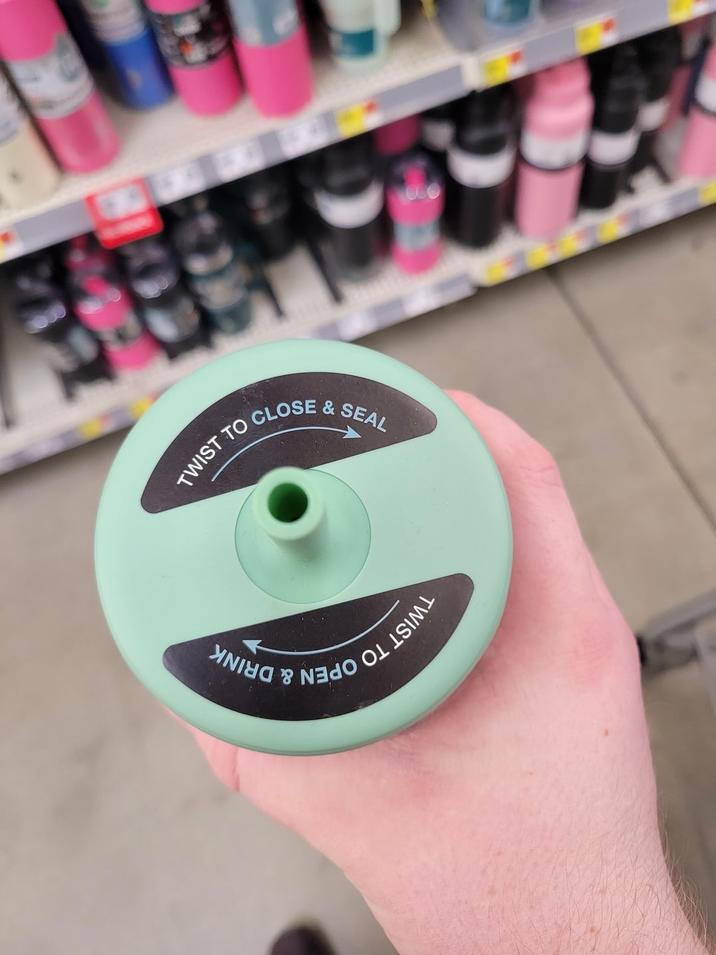 TWIST TO CLOSE & SEAL
TWIST TO OPEN & DRINK